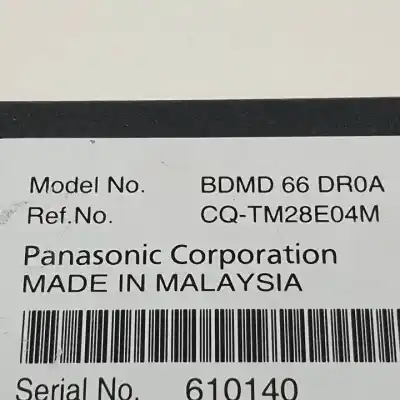 Model No. BDMD 66 DR0A
Ref.No. CQ-TM28E04M
Panasonic Corporation
MADE IN MALAYSIA
Serial No. 610140